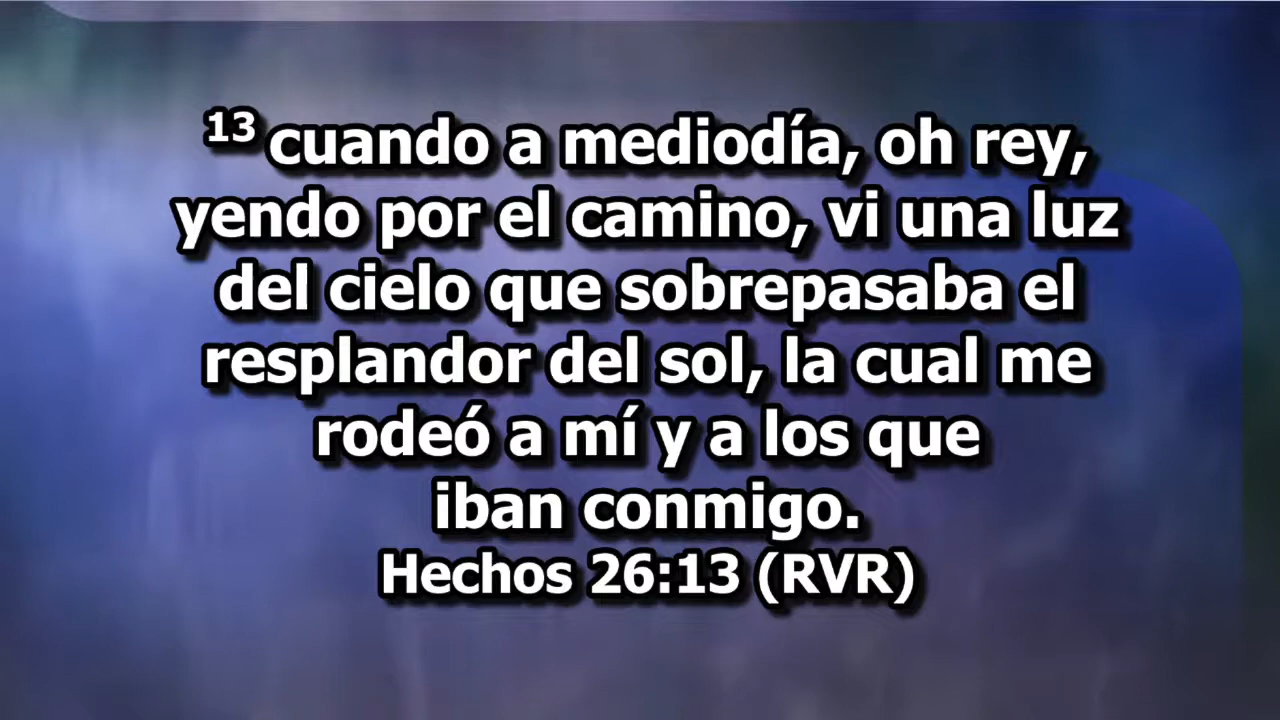 13 cuando a mediodía, oh rey,
yendo por el camino, vi una luz
del cielo que sobrepasaba el
resplandor del sol, la cual me
rodeó a mí y a los que
iban conmigo.
Hechos 26:13 (RVR)